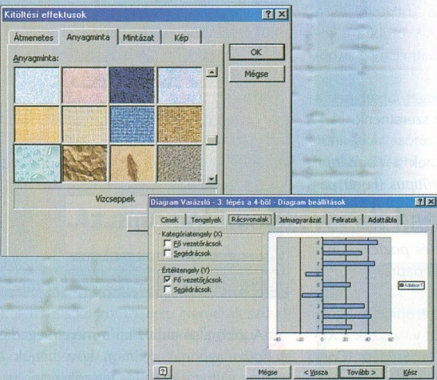 Kitöltési effektusok
Átmenetes Anyagminta Mintázat Kép
OK
Mégse
Anyagminta:
Vízcseppek
Diagram Varázsló - 3. lépés a 4-ből - Diagram beállítások
Címek Tengelyek Rácsvonalak Jelmagyarázat Feliratok Adattábla
Kategóriatengely (X)
Fő vezetőrácsok
Segédrácsok
Értéktengely (Y)
Fő vezetőrácsok
Segédrácsok
-40 -20 0 20 40 60
Mégse < Vissza Tovább > Kész